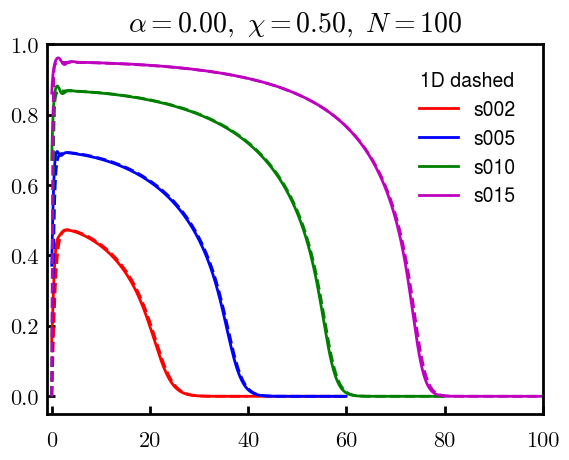 α = 0.00, χ = 0.50, N = 100
1.0
0.8
0.6
0.4
0.2
0.0
1D dashed
s002
s005
s010
s015
0 20 40 60 80 100